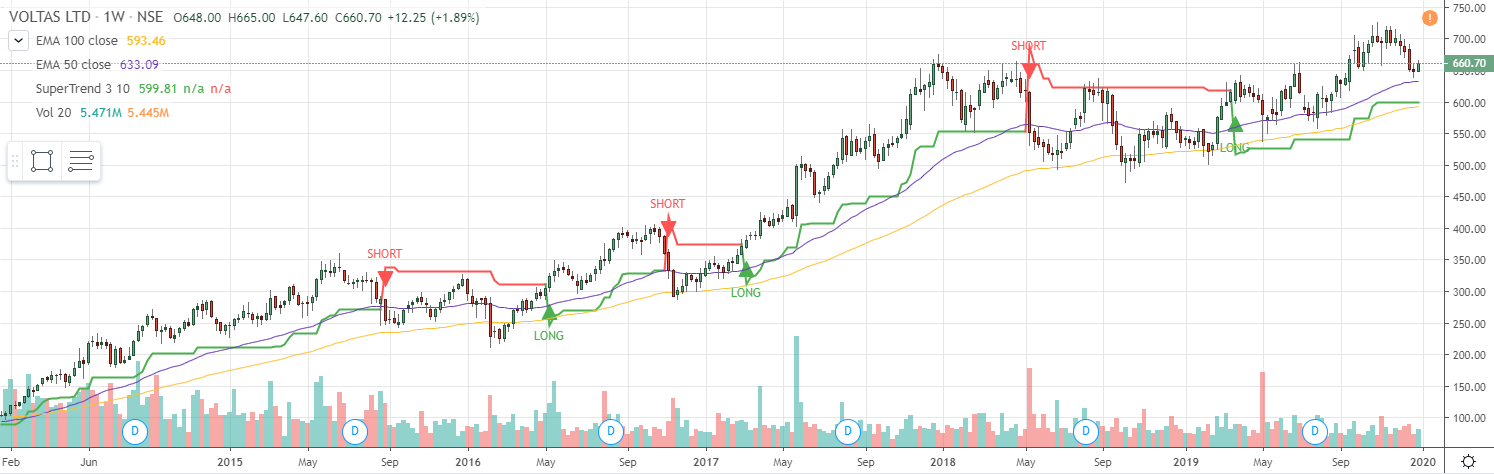 VOLTAS LTD · 1W · NSE O648.00 H665.00 L647.60 C660.70 +12.25 (+1.89%)
EMA 100 close 593.46
EMA 50 close 633.09
SuperTrend 3 10 599.81 n/a n/a
Vol 20 5.471M 5.445M
SHORT
LONG
SHORT
LONG
SHORT
LONG
750.00
700.00
660.70
650.00
600.00
550.00
500.00
450.00
400.00
350.00
300.00
250.00
200.00
150.00
100.00
!
D D D D D D
Feb Jun 2015 May Sep 2016 May Sep 2017 May Sep 2018 May Sep 2019 May Sep 2020